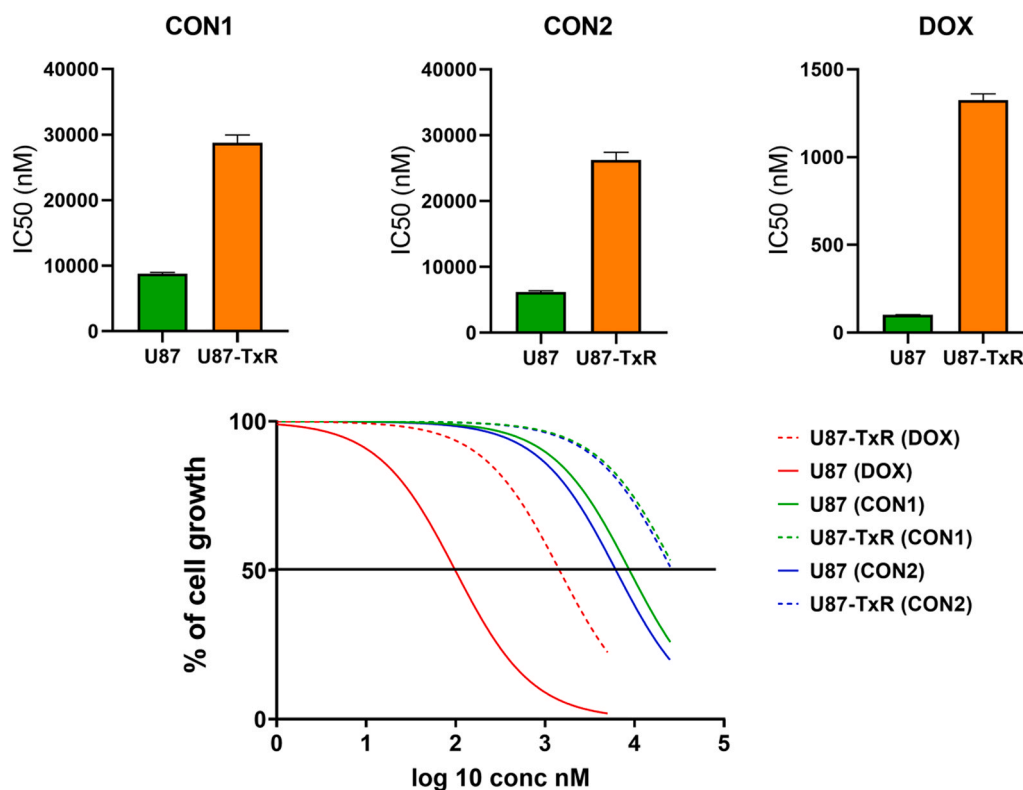 CON1
IC50 (nM)
40000
30000
20000
10000
0
U87
U87-TxR
CON2
IC50 (nM)
40000
30000
20000
10000
0
U87
U87-TxR
DOX
IC50 (nM)
1500
1000
500
0
U87
U87-TxR
% of cell growth
100
50
0
0
1
2
3
4
5
log 10 conc nM
U87-TxR (DOX)
U87 (DOX)
U87 (CON1)
U87-TxR (CON1)
U87 (CON2)
U87-TxR (CON2)